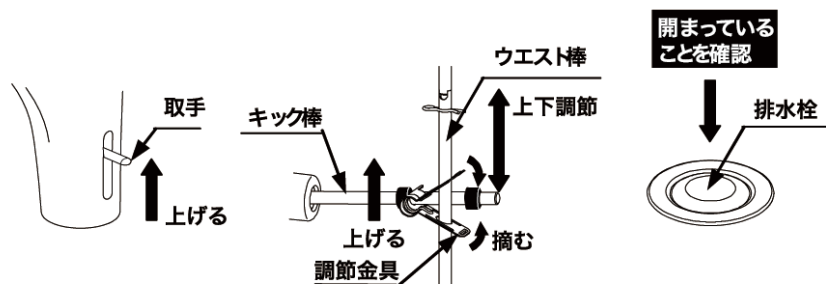 取手
上げる
キック棒
上げる
調節金具
ウエスト棒
上下調節
摘む
開まっている
ことを確認
排水栓